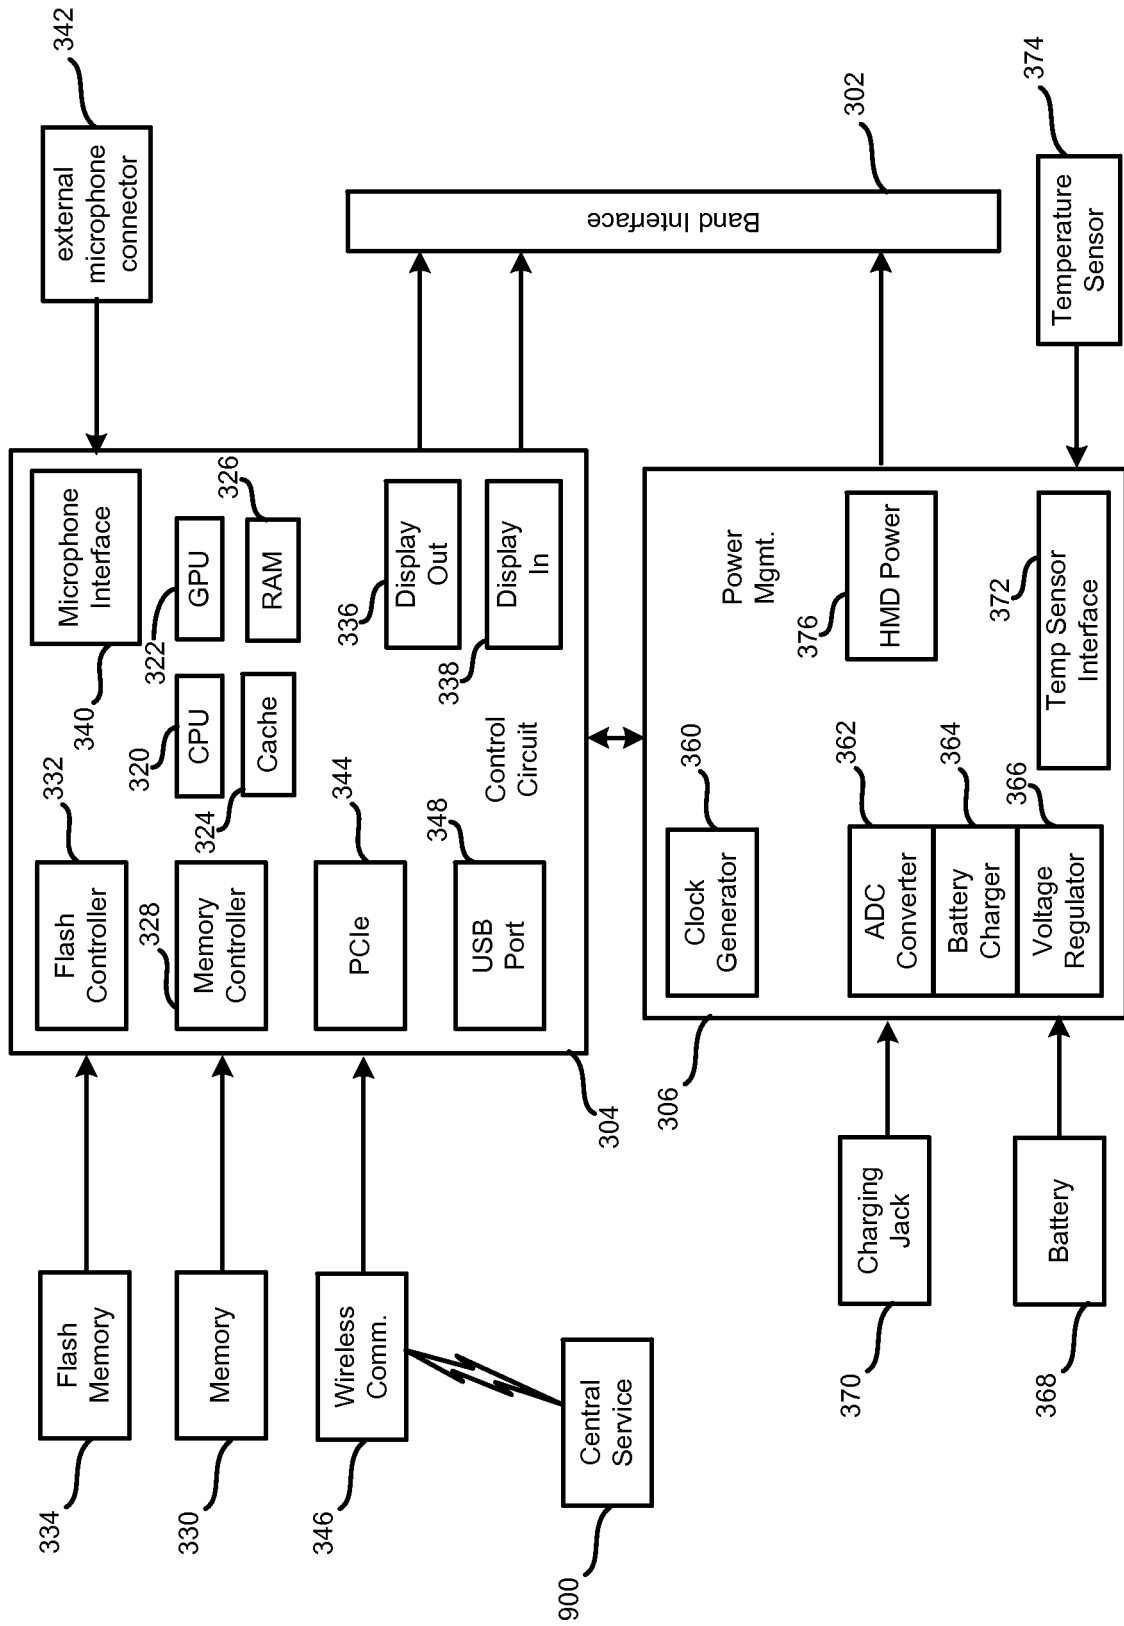 334
Flash
Memory
Flash
Controller
332
340
Microphone
Interface
external
microphone
connector
342
330
Memory
328
Memory
Controller
320
CPU
322
GPU
324
Cache
RAM
326
346
Wireless
Comm.
PCIe
344
336
Display
Out
USB
Port
348
Control
Circuit
338
Display
In
304
900
Central
Service
Band Interface
302
306
Clock
Generator
360
Power
Mgmt.
370
Charging
Jack
ADC
Converter
362
376
HMD Power
Battery
Charger
364
368
Battery
Voltage
Regulator
366
Temp Sensor
Interface
372
Temperature
Sensor
374